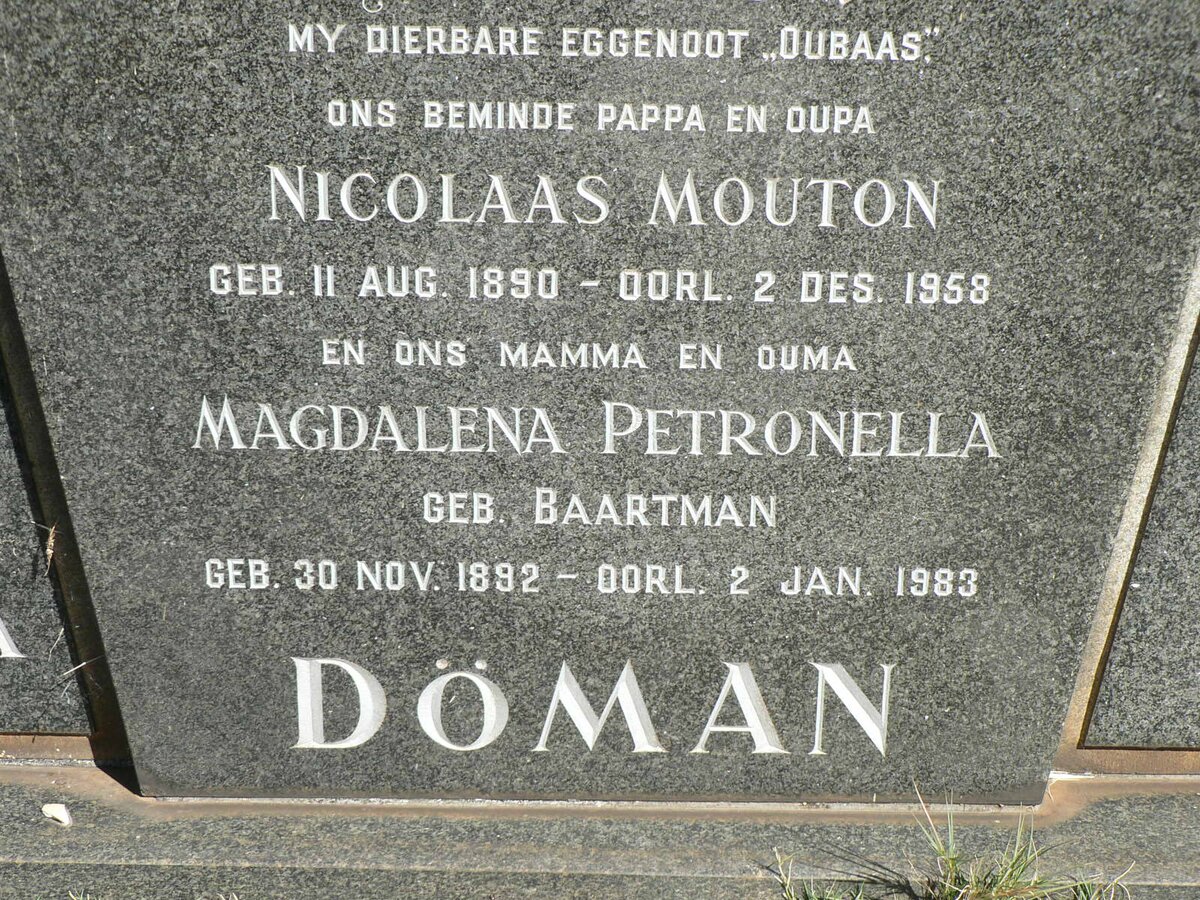 MY DIERBARE EGGENOOT „OUBAAS,"
ONS BEMINDE PAPPA EN OUPA
NICOLAAS MOUTON
GEB. 11 AUG. 1890 – OORL. 2 DES. 1958
EN ONS MAMMA EN OUMA
MAGDALENA PETRONELLA
GEB. BAARTMAN
GEB. 30 NOV. 1892 – OORL. 2 JAN. 1983
DÖMAN